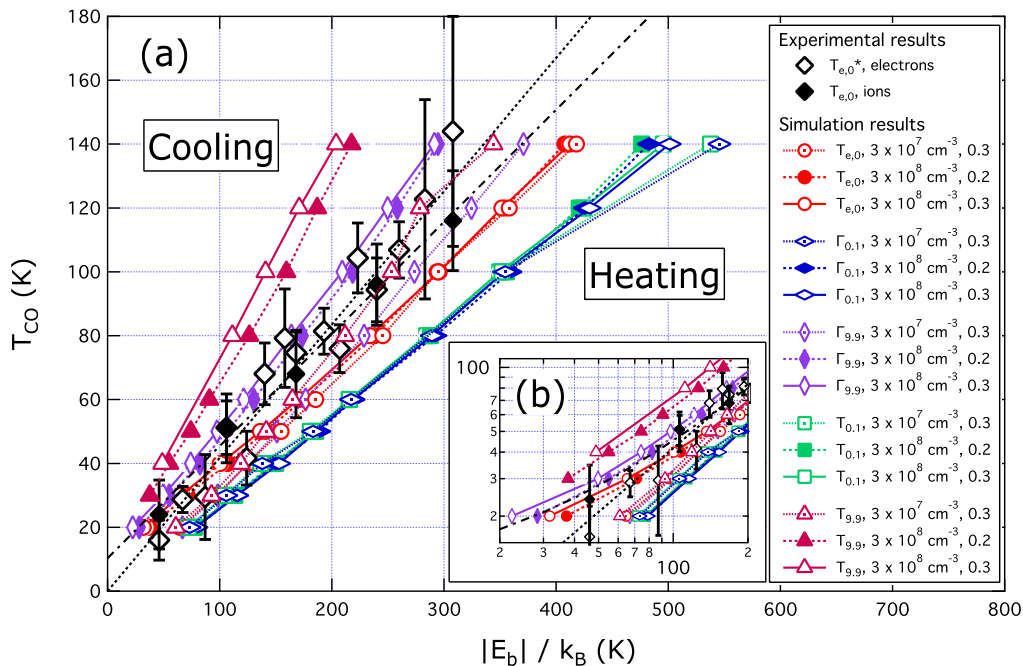 180
160
140
120
100
80
60
40
20
0
T_CO (K)
0 100 200 300 400 500 600 700 800
|E_b| / k_B (K)
(a)
Cooling
Heating
Experimental results
T_e,0*, electrons
T_e,0, ions
Simulation results
T_e,0, 3 x 10^7 cm^-3, 0.3
T_e,0, 3 x 10^8 cm^-3, 0.2
T_e,0, 3 x 10^8 cm^-3, 0.3
Γ_0.1, 3 x 10^7 cm^-3, 0.3
Γ_0.1, 3 x 10^8 cm^-3, 0.2
Γ_0.1, 3 x 10^8 cm^-3, 0.3
Γ_9.9, 3 x 10^7 cm^-3, 0.3
Γ_9.9, 3 x 10^8 cm^-3, 0.2
Γ_9.9, 3 x 10^8 cm^-3, 0.3
T_0.1, 3 x 10^7 cm^-3, 0.3
T_0.1, 3 x 10^8 cm^-3, 0.2
T_0.1, 3 x 10^8 cm^-3, 0.3
T_9.9, 3 x 10^7 cm^-3, 0.3
T_9.9, 3 x 10^8 cm^-3, 0.2
T_9.9, 3 x 10^8 cm^-3, 0.3
(b)
100
7
6
5
4
3
2
2 3 4 5 6 7 8 2
100